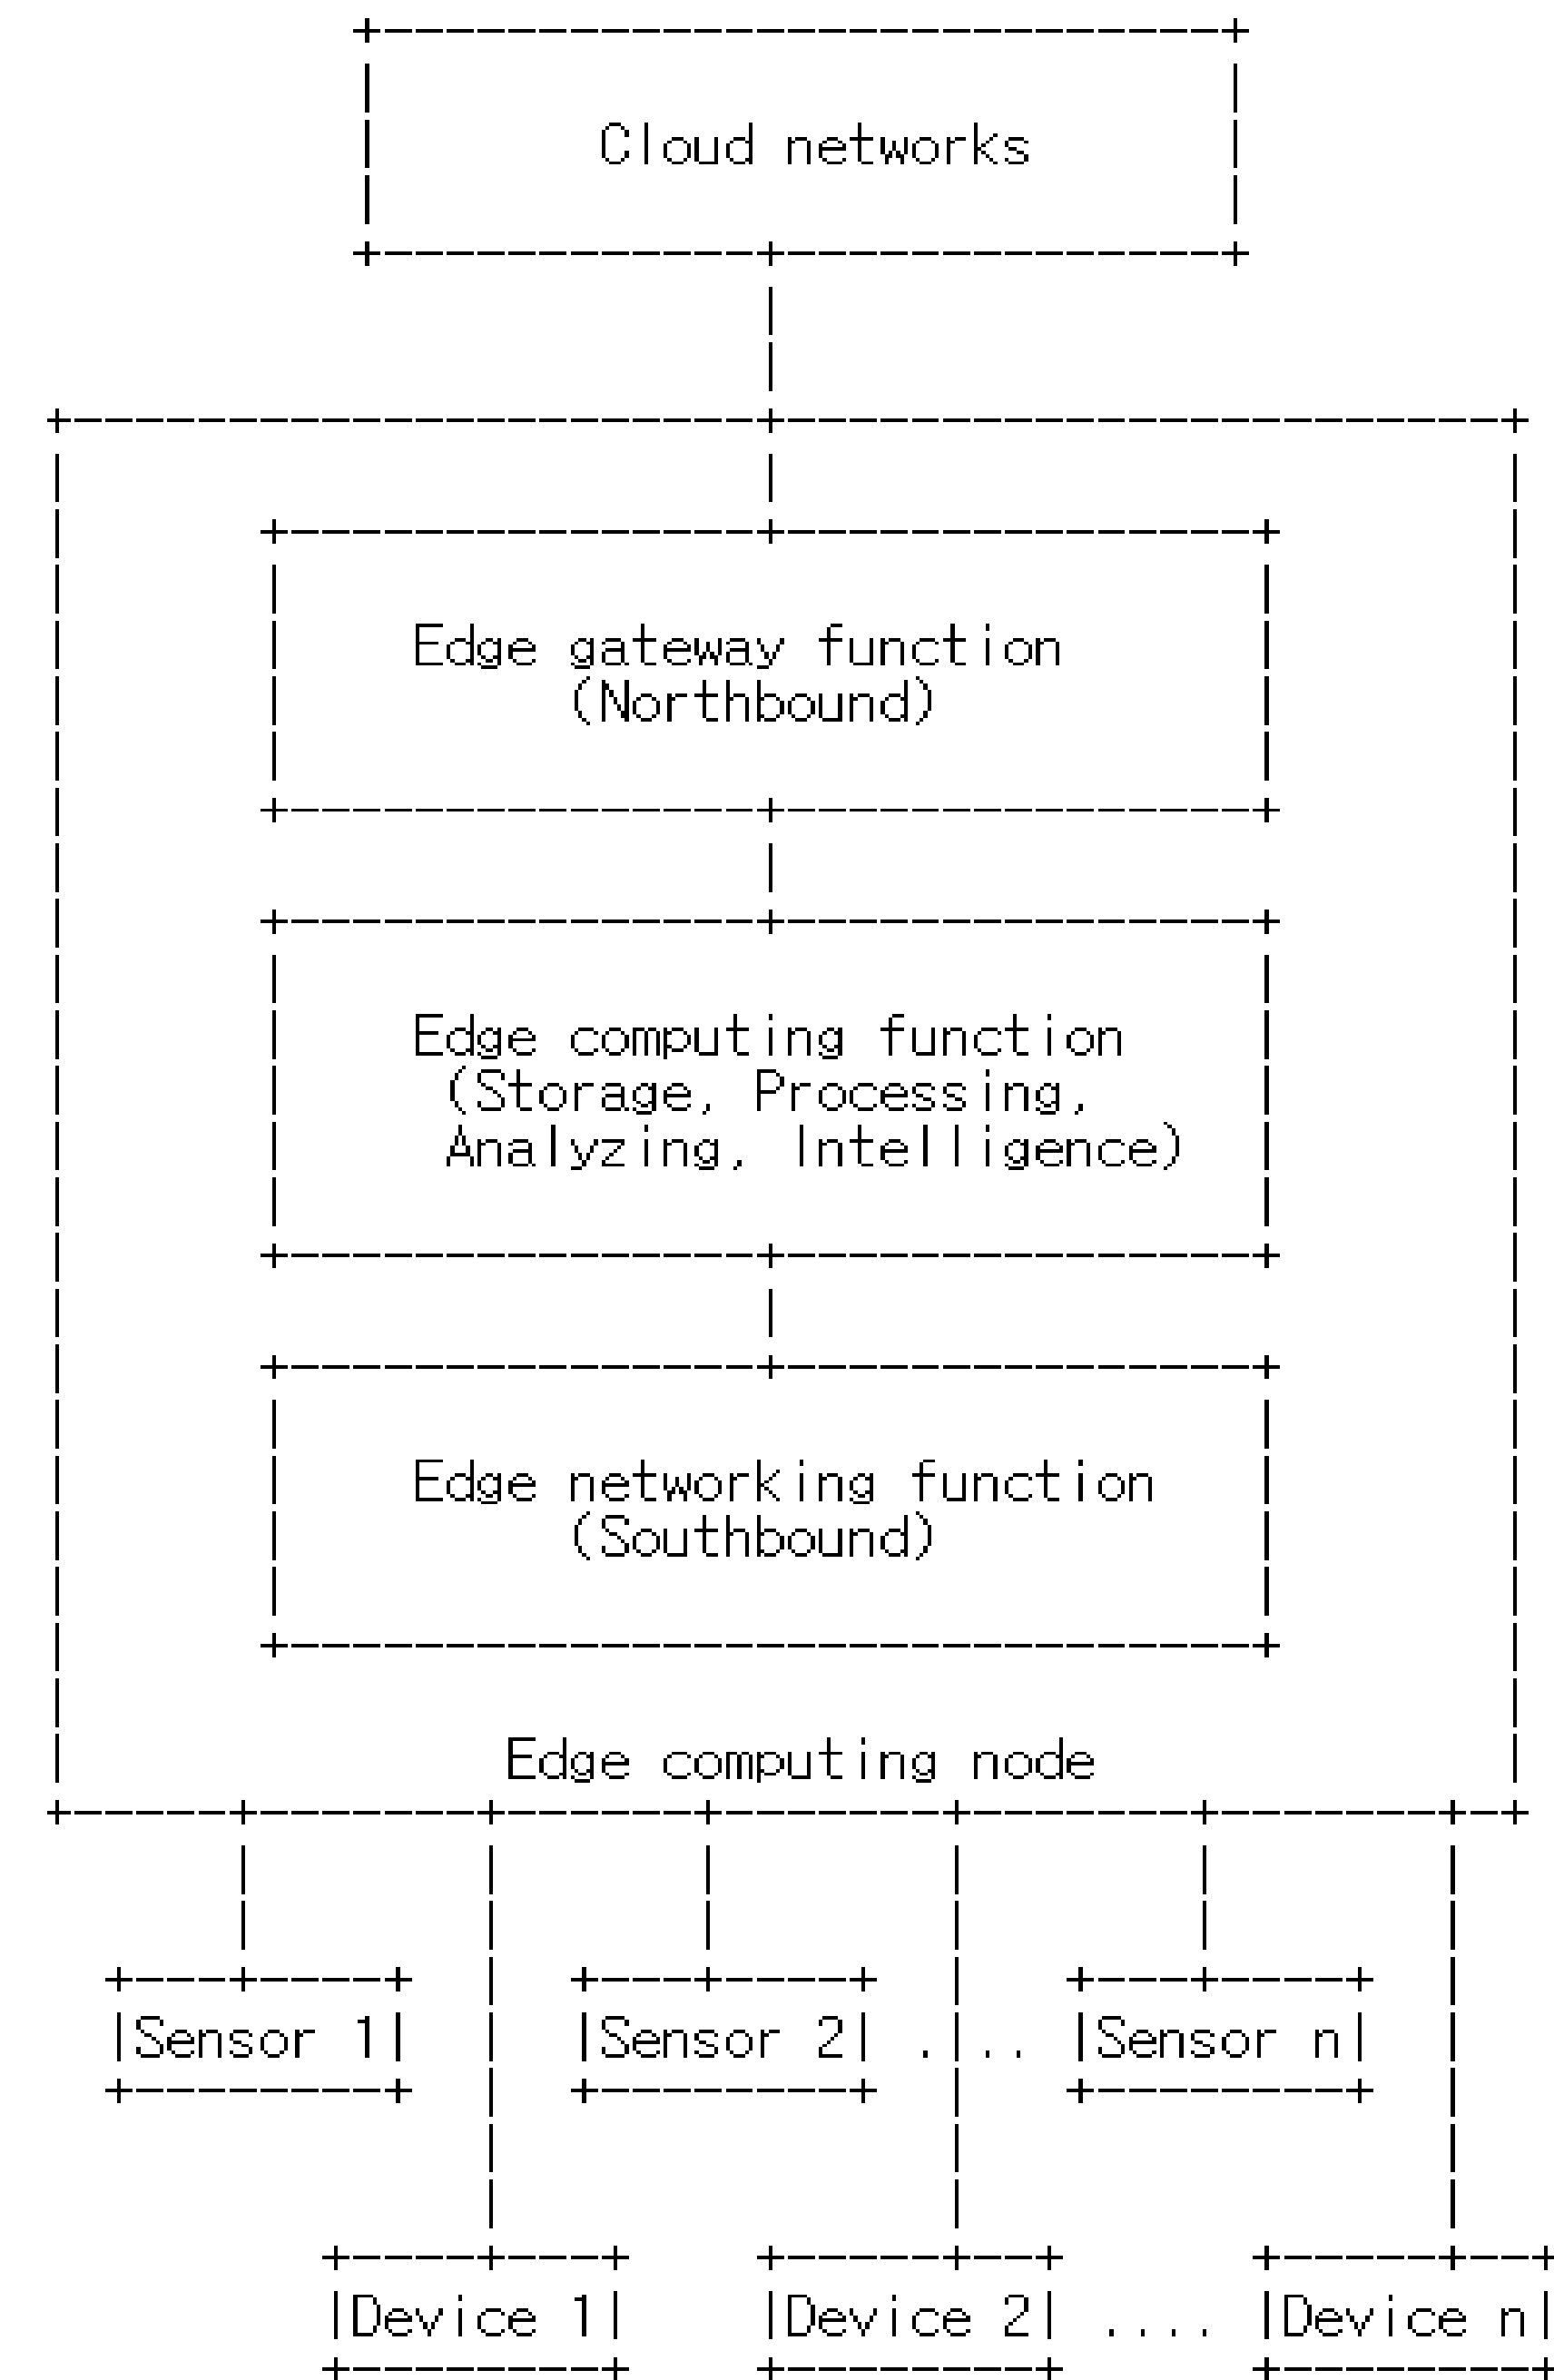 Cloud networks
Edge gateway function
(Northbound)
Edge computing function
(Storage, Processing,
Analyzing, Intelligence)
Edge networking function
(Southbound)
Edge computing node
Sensor 1 Sensor 2 .... Sensor n
Device 1 Device 2 .... Device n